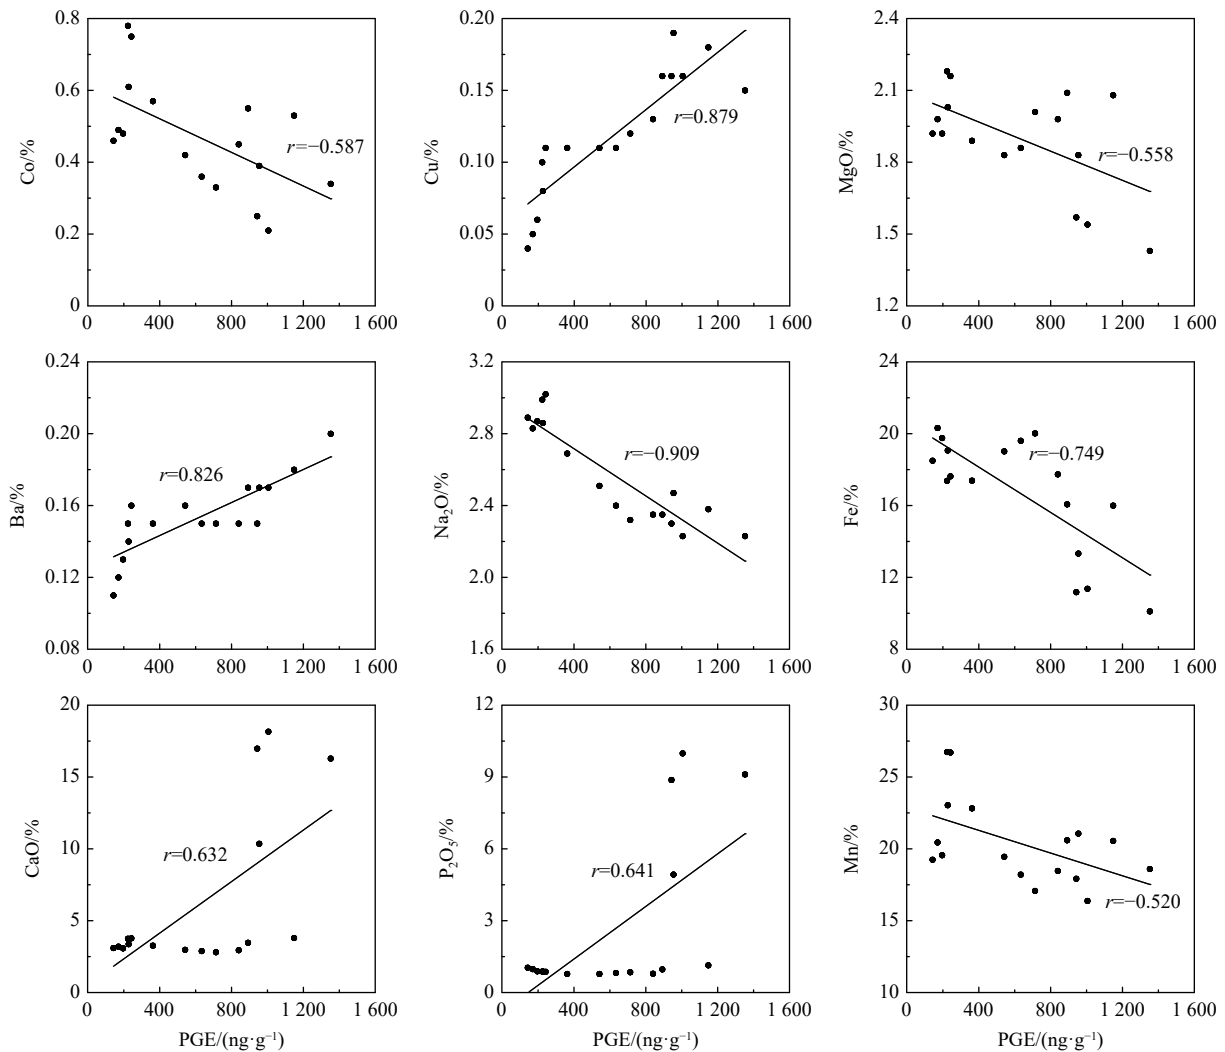 0.8
0.6
0.4
0.2
0
Co/%
r=−0.587
0 400 800 1 200 1 600
0.20
0.15
0.10
0.05
0
Cu/%
r=0.879
0 400 800 1 200 1 600
2.4
2.1
1.8
1.5
1.2
MgO/%
r=−0.558
0 400 800 1 200 1 600
0.24
0.20
0.16
0.12
0.08
Ba/%
r=0.826
0 400 800 1 200 1 600
3.2
2.8
2.4
2.0
1.6
Na₂O/%
r=−0.909
0 400 800 1 200 1 600
24
20
16
12
8
Fe/%
r=−0.749
0 400 800 1 200 1 600
20
15
10
5
0
CaO/%
r=0.632
0 400 800 1 200 1 600
PGE/(ng·g⁻¹)
12
9
6
3
0
P₂O₅/%
r=0.641
0 400 800 1 200 1 600
PGE/(ng·g⁻¹)
30
25
20
15
10
Mn/%
r=−0.520
0 400 800 1 200 1 600
PGE/(ng·g⁻¹)